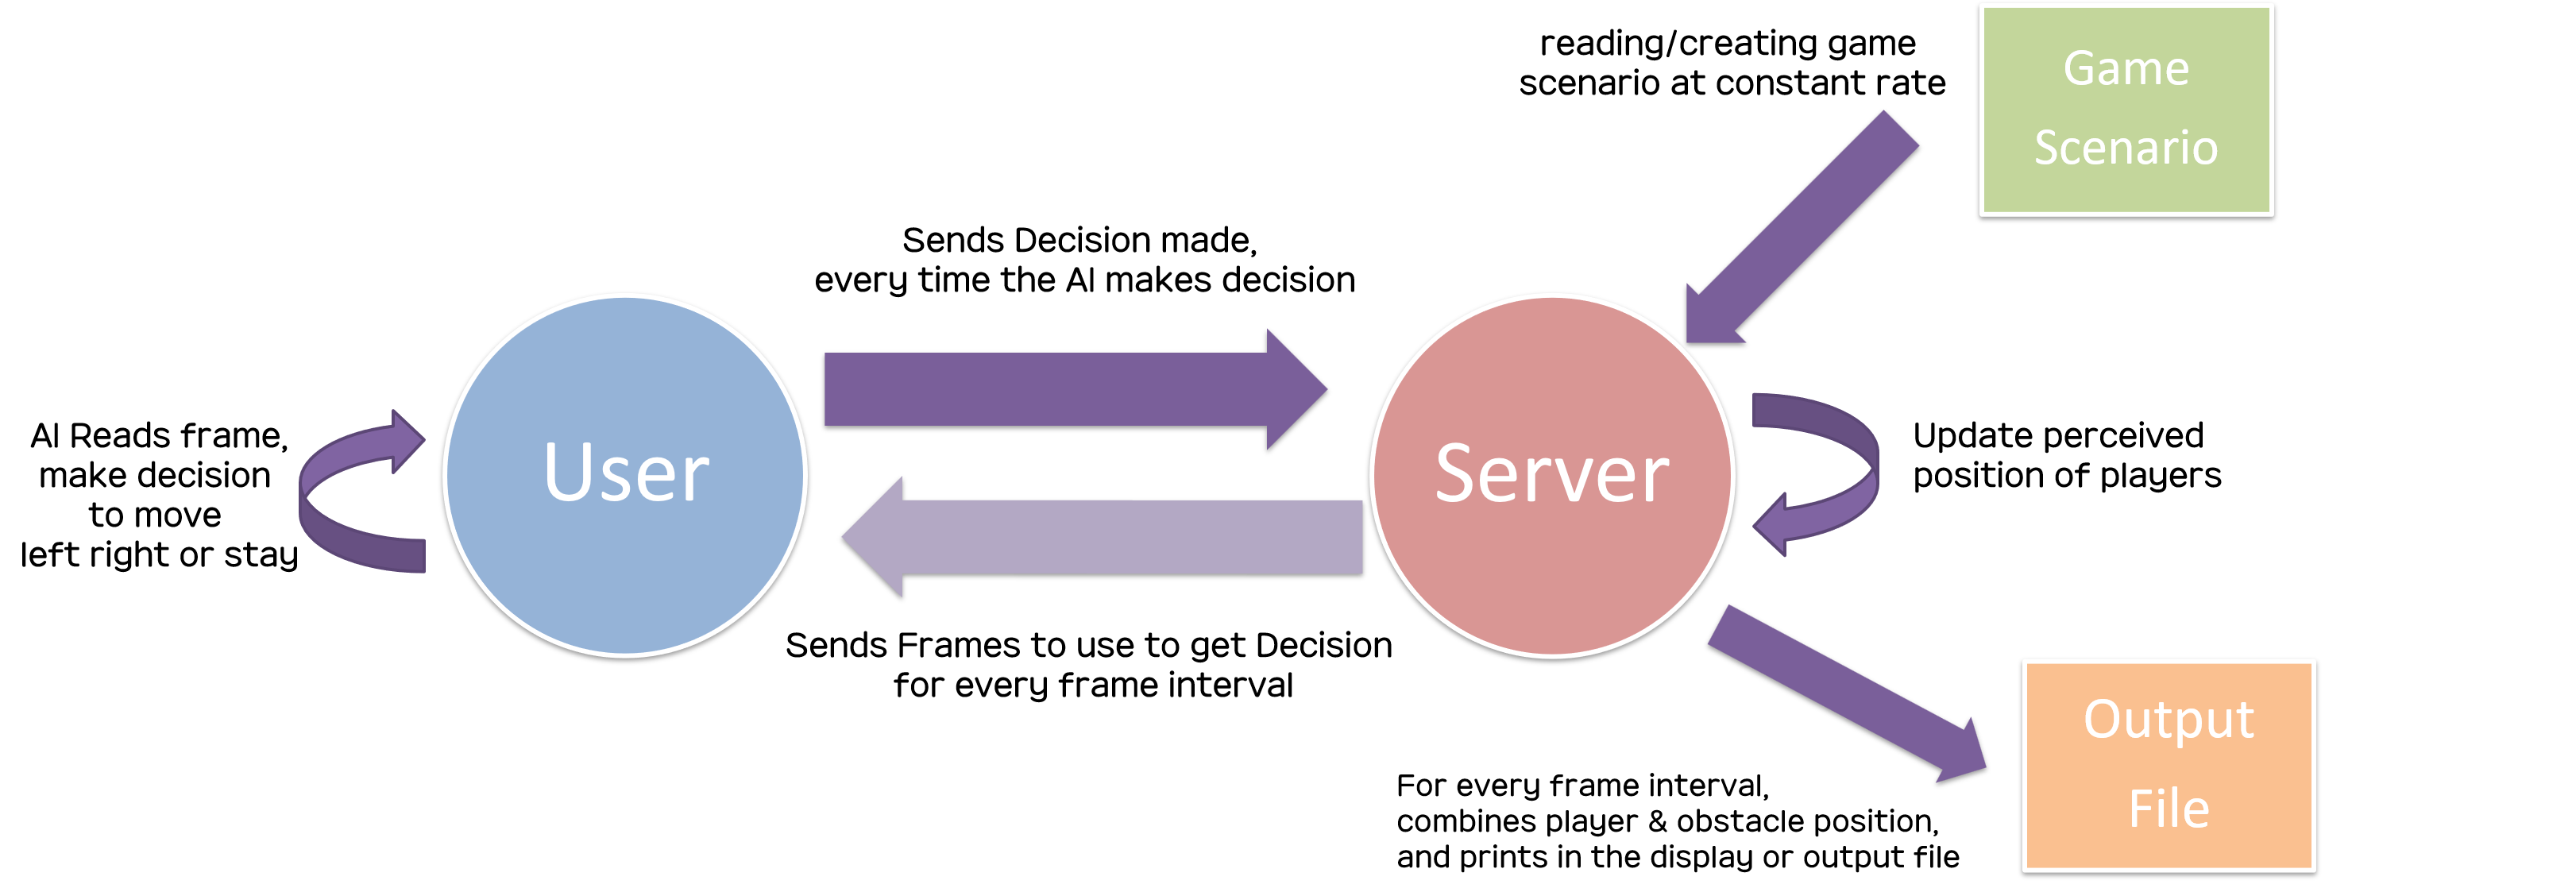 reading/creating game
scenario at constant rate
Game
Scenario
Sends Decision made,
every time the AI makes decision
AI Reads frame,
make decision
to move
left right or stay
User
Server
Update perceived
position of players
Sends Frames to use to get Decision
for every frame interval
For every frame interval,
combines player & obstacle position,
and prints in the display or output file
Output
File